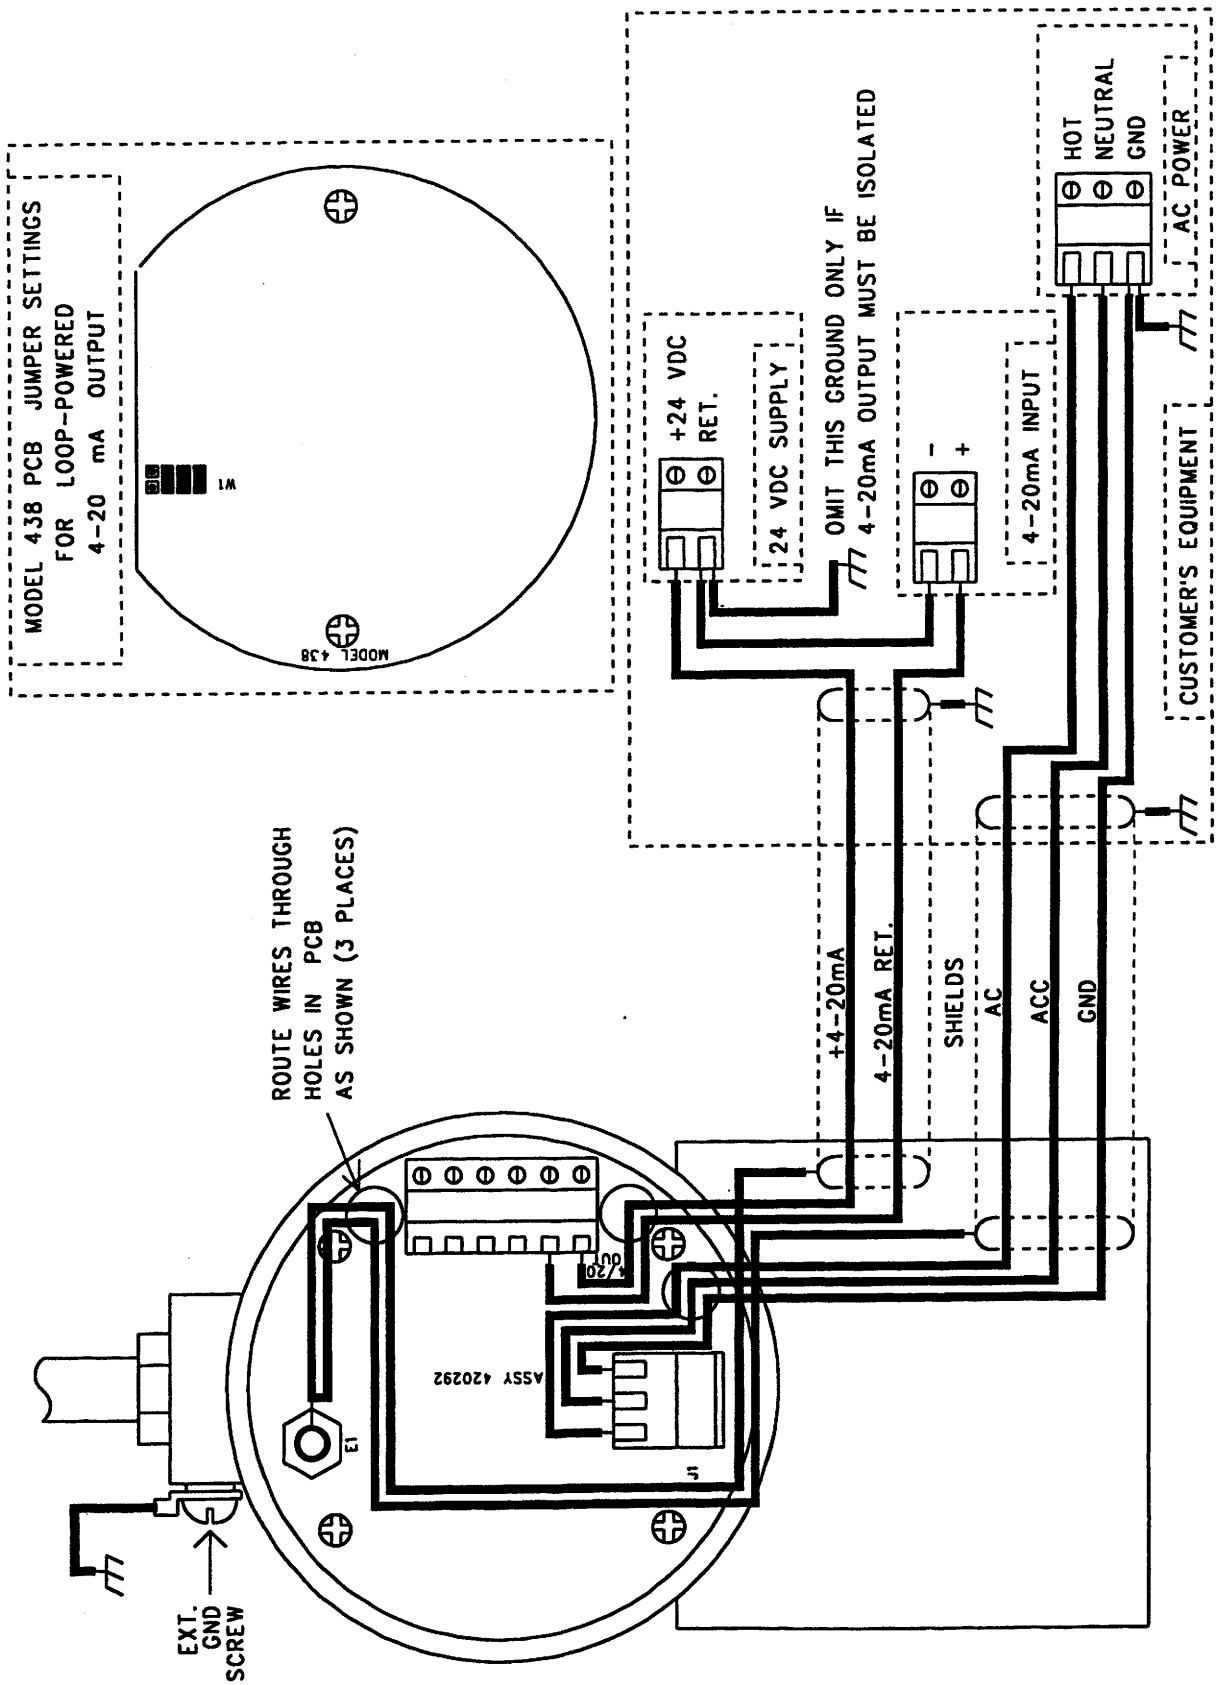 MODEL 438 PCB JUMPER SETTINGS
FOR LOOP-POWERED
4-20 mA OUTPUT
W1
MODEL 438
ROUTE WIRES THROUGH
HOLES IN PCB
AS SHOWN (3 PLACES)
EXT.
GND
SCREW
E1
ASSY 420292
J1
4/20
OUT
+4-20mA
4-20mA RET.
SHIELDS
AC
ACC
GND
+24 VDC
RET.
24 VDC SUPPLY
OMIT THIS GROUND ONLY IF
4-20mA OUTPUT MUST BE ISOLATED
-
+
4-20mA INPUT
HOT
NEUTRAL
GND
AC POWER
CUSTOMER'S EQUIPMENT